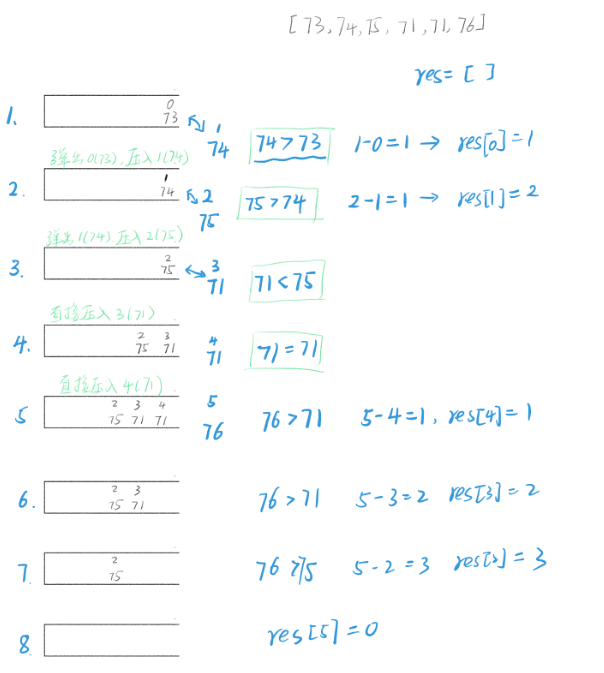 [73,74,75,71,71,76]
res=[ ]
1. 0 1
73 74 74>73 1-0=1 → res[0]=1
弹出0(73),压入1(74)
2. 1 2
74 75 75>74 2-1=1 → res[1]=2
弹出1(74)压入2(75)
3. 2 3
75 71 71<75
直接压入3(71)
4. 2 3 4
75 71 71 71=71
直接压入4(71)
5 2 3 4 5
75 71 71 76 76>71 5-4=1, res[4]=1
6. 2 3
75 71 76>71 5-3=2 res[3]=2
7. 2
75 76>75 5-2=3 res[2]=3
8. res[5]=0